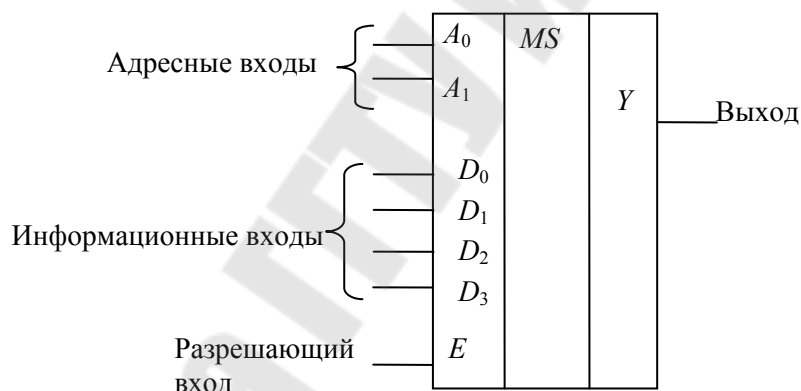 A₀ MS
Адресные входы
A₁
Y
Выход
D₀
D₁
Информационные входы
D₂
D₃
Разрешающий
вход
E